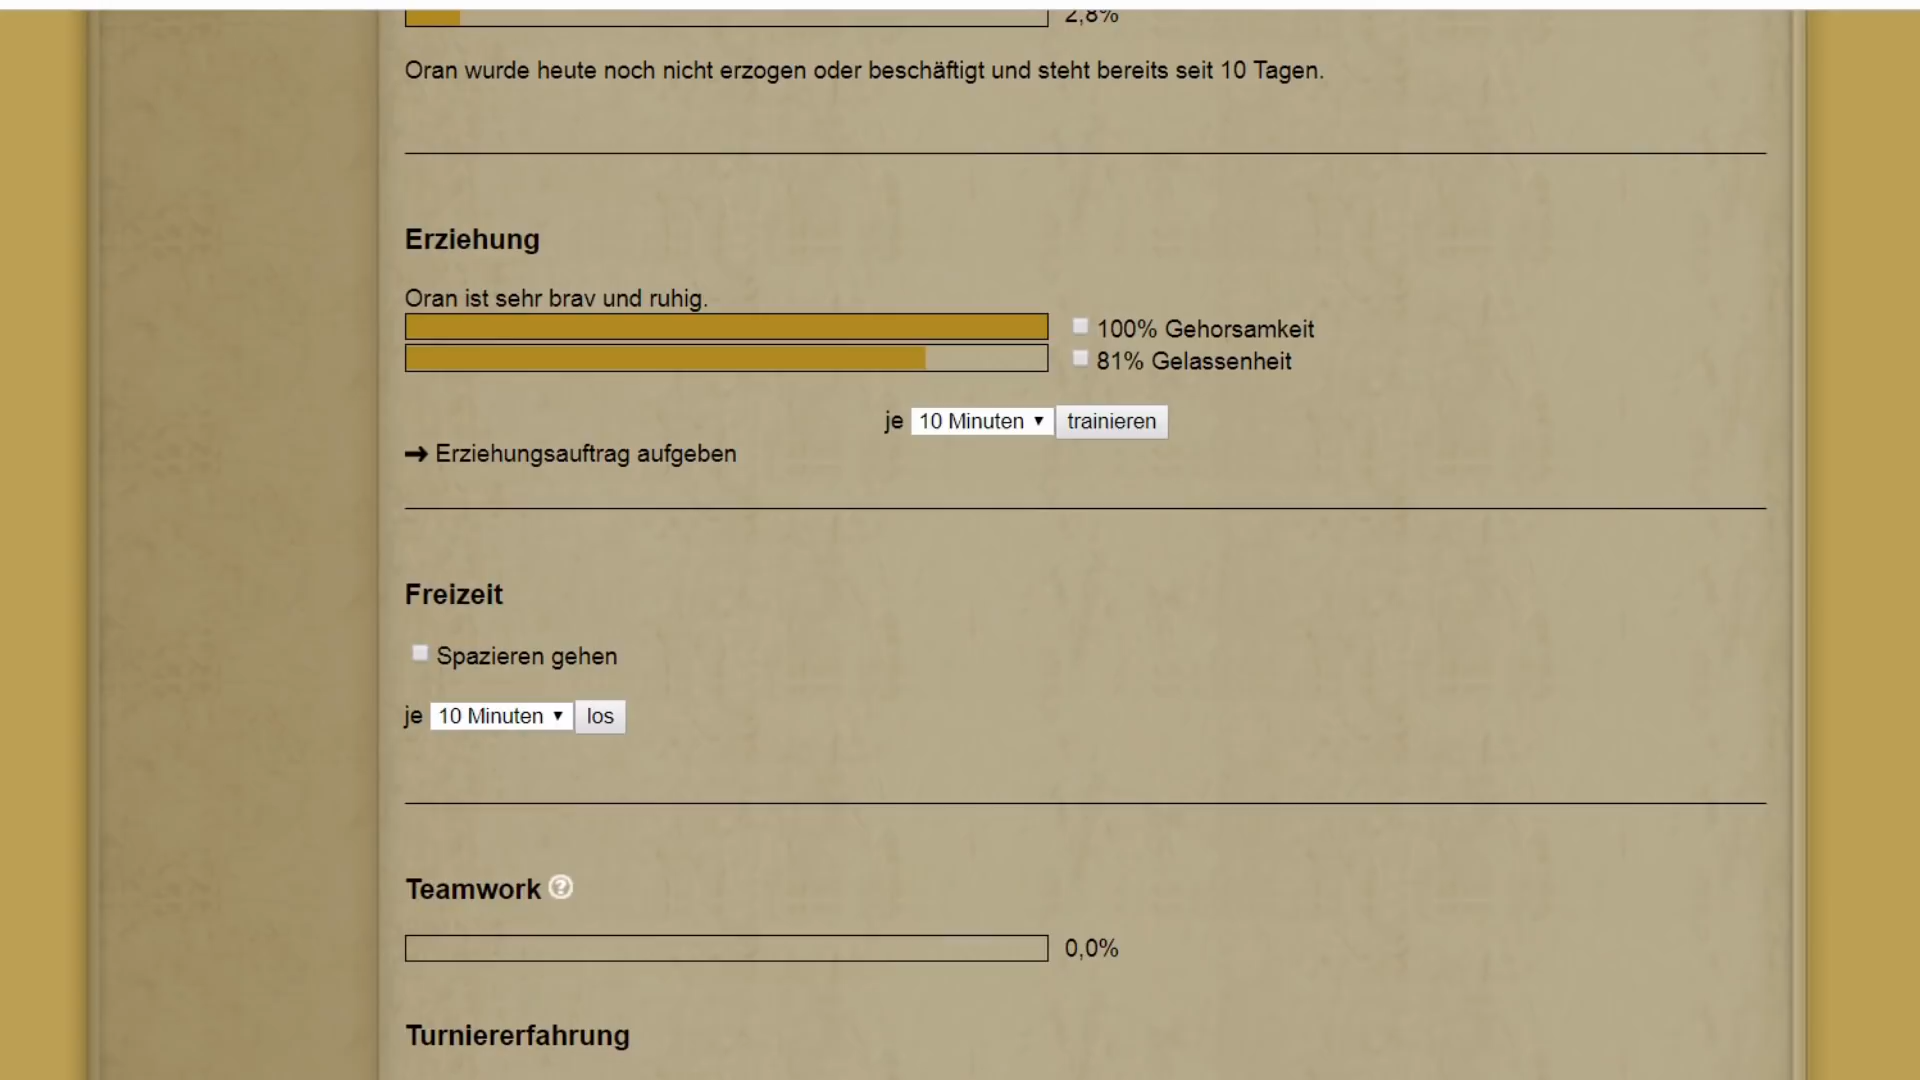 2,8%
Oran wurde heute noch nicht erzogen oder beschäftigt und steht bereits seit 10 Tagen.
Erziehung
Oran ist sehr brav und ruhig.
100% Gehorsamkeit
81% Gelassenheit
je 10 Minuten trainieren
➞ Erziehungsauftrag aufgeben
Freizeit
Spazieren gehen
je 10 Minuten los
Teamwork ?
0,0%
Turniererfahrung